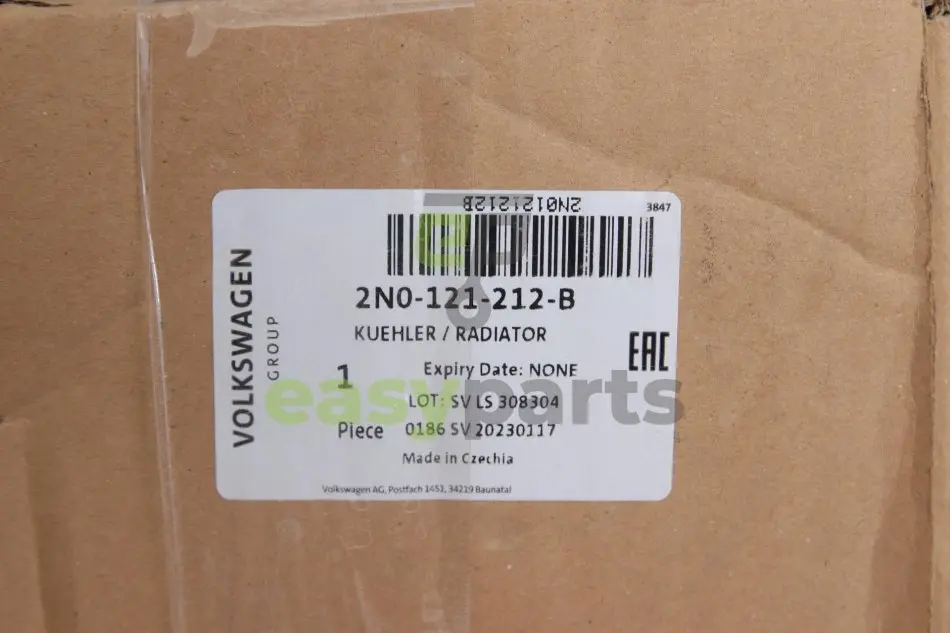 2N0121212B
3847
2N0-121-212-B
KUEHLER / RADIATOR
VOLKSWAGEN
GROUP
EAC
1
Expiry Date: NONE
easyparts
LOT: SV LS 308304
Piece
0186 SV 20230117
Made in Czechia
Volkswagen AG, Postfach 1451, 34219 Baunatal